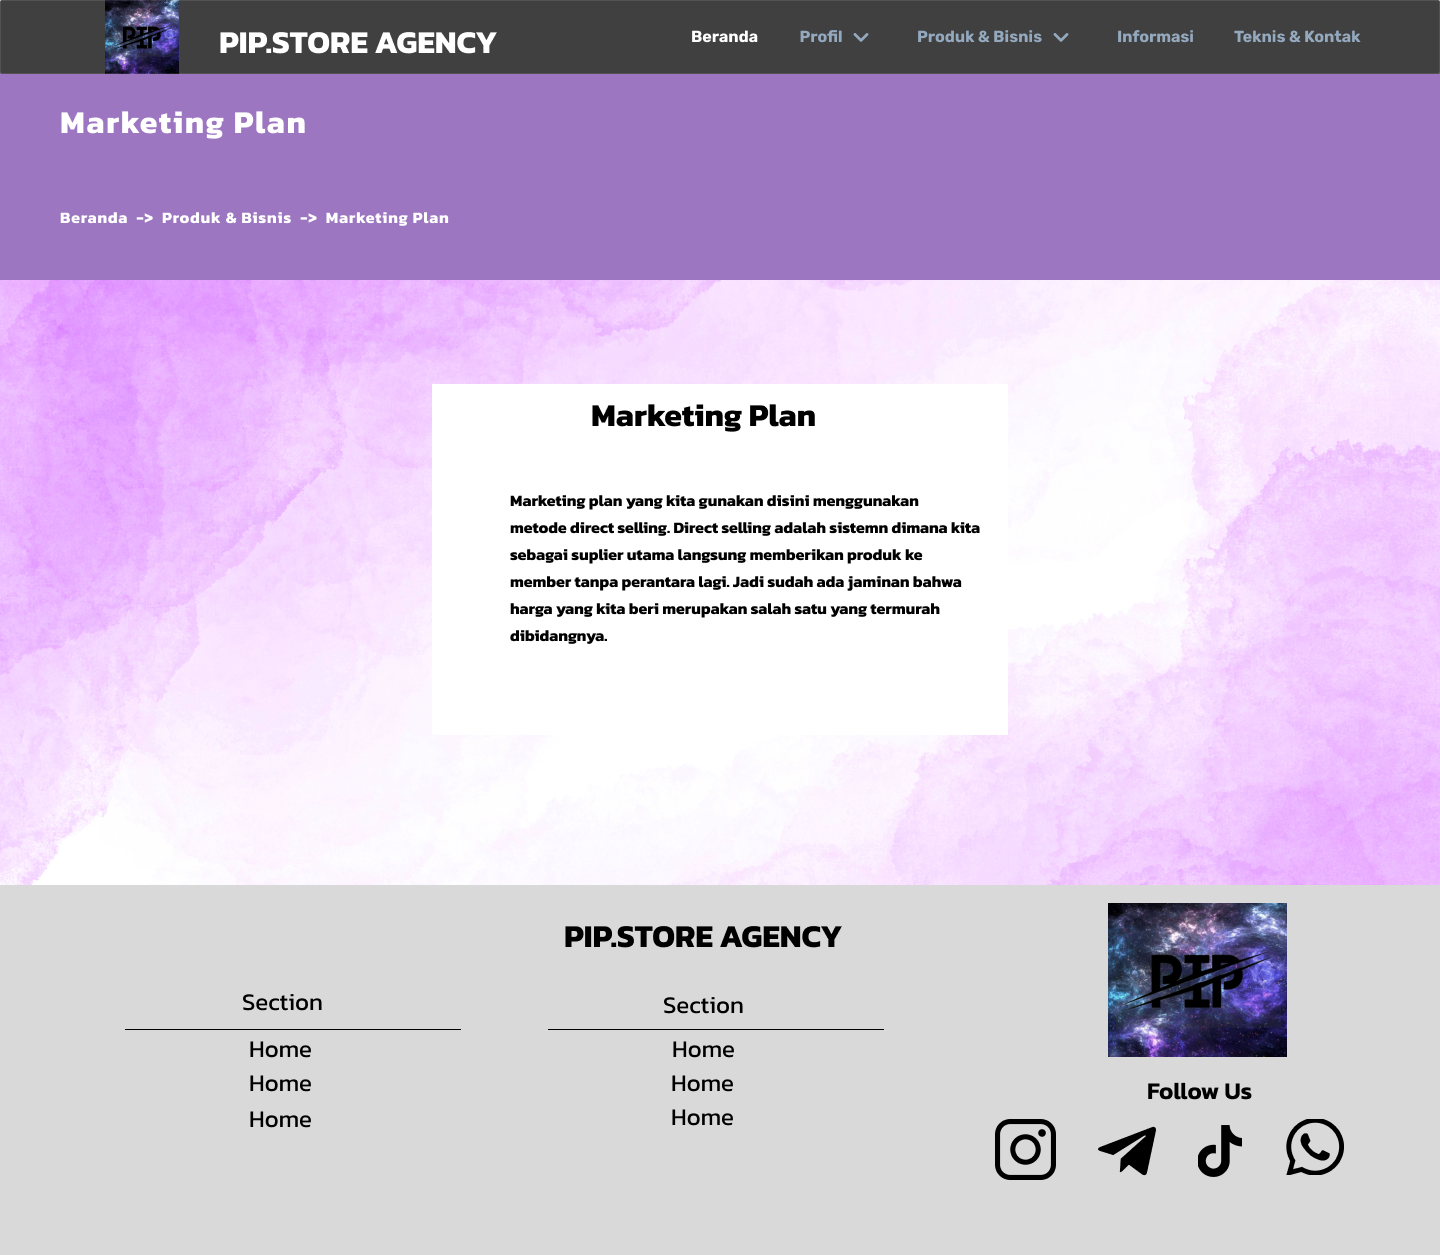 PIP
PIP.STORE AGENCY
Beranda
Profil
Produk & Bisnis
Informasi
Teknis & Kontak
Marketing Plan
Beranda -> Produk & Bisnis -> Marketing Plan
Marketing Plan
Marketing plan yang kita gunakan disini menggunakan
metode direct selling. Direct selling adalah sistemn dimana kita
sebagai suplier utama langsung memberikan produk ke
member tanpa perantara lagi. Jadi sudah ada jaminan bahwa
harga yang kita beri merupakan salah satu yang termurah
dibidangnya.
PIP.STORE AGENCY
Section
Home
Home
Home
Section
Home
Home
Home
PIP
Follow Us